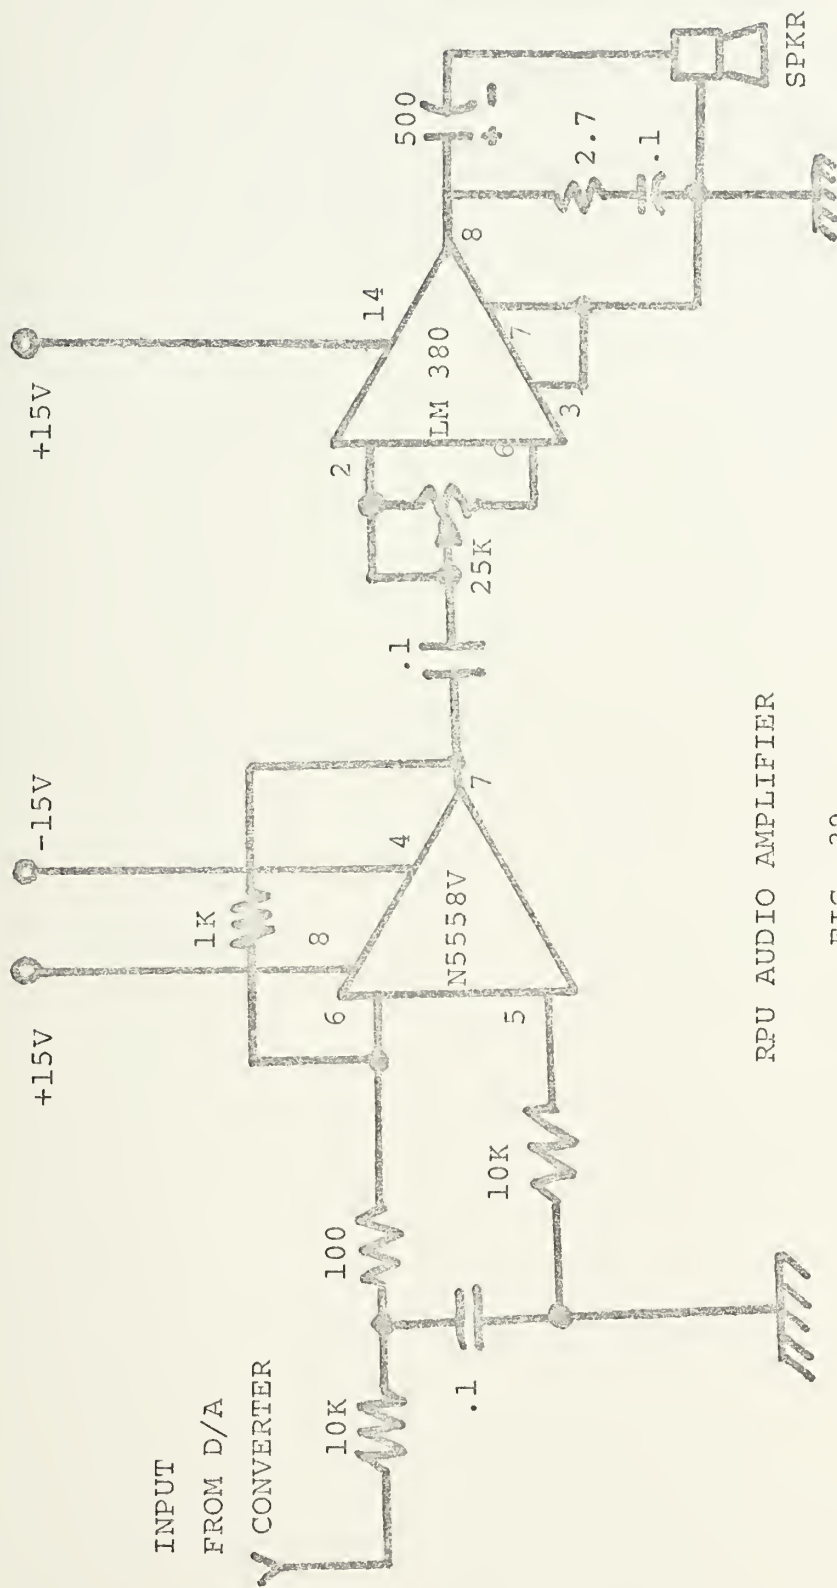 INPUT
FROM D/A
CONVERTER
10K
.1
100
10K
+15V
-15V
1K
8
4
6
5
7
N5558V
.1
25K
+15V
14
2
6
LM 380
3
7
8
500
+
-
2.7
.1
SPKR
RPU AUDIO AMPLIFIER